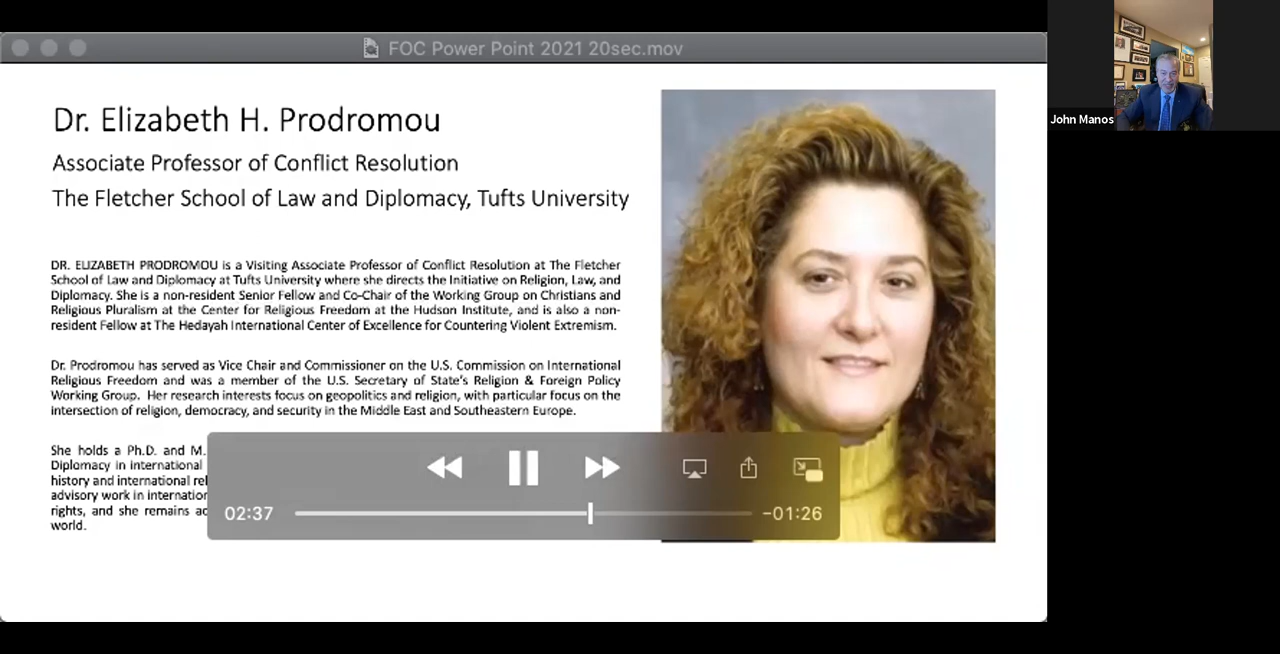 FOC Power Point 2021 20sec.mov
John Manos
Dr. Elizabeth H. Prodromou
Associate Professor of Conflict Resolution
The Fletcher School of Law and Diplomacy, Tufts University
DR. ELIZABETH PRODROMOU is a Visiting Associate Professor of Conflict Resolution at The Fletcher
School of Law and Diplomacy at Tufts University where she directs the Initiative on Religion, Law, and
Diplomacy. She is a non-resident Senior Fellow and Co-Chair of the Working Group on Christians and
Religious Pluralism at the Center for Religious Freedom at the Hudson Institute, and is also a non-
resident Fellow at The Hedayah International Center of Excellence for Countering Violent Extremism.
Dr. Prodromou has served as Vice Chair and Commissioner on the U.S. Commission on International
Religious Freedom and was a member of the U.S. Secretary of State's Religion & Foreign Policy
Working Group. Her research interests focus on geopolitics and religion, with particular focus on the
intersection of religion, democracy, and security in the Middle East and Southeastern Europe.
She holds a Ph.D. and M.
Diplomacy in international
history and international rel
advisory work in internation
rights, and she remains ac
world.
02:37
-01:26